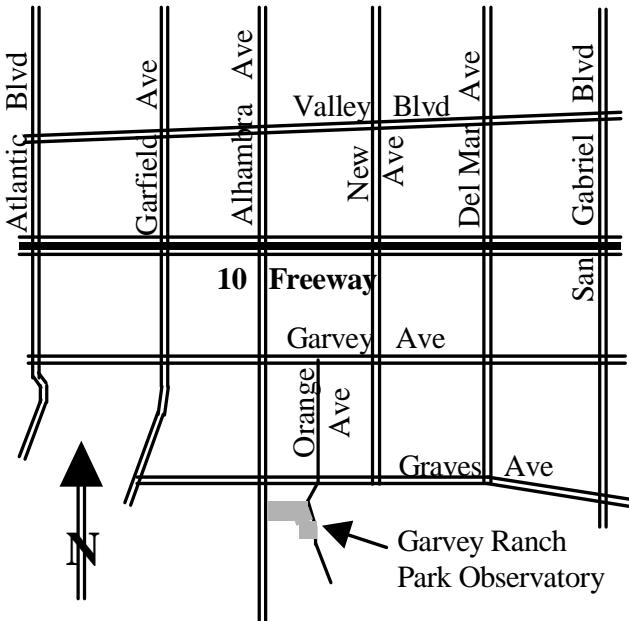 Atlantic Blvd
Garfield Ave
Alhambra Ave
Valley Blvd
New
Ave
Del Mar Ave
San Gabriel Blvd
10 Freeway
Garvey Ave
Orange
Ave
Graves Ave
N
Garvey Ranch
Park Observatory